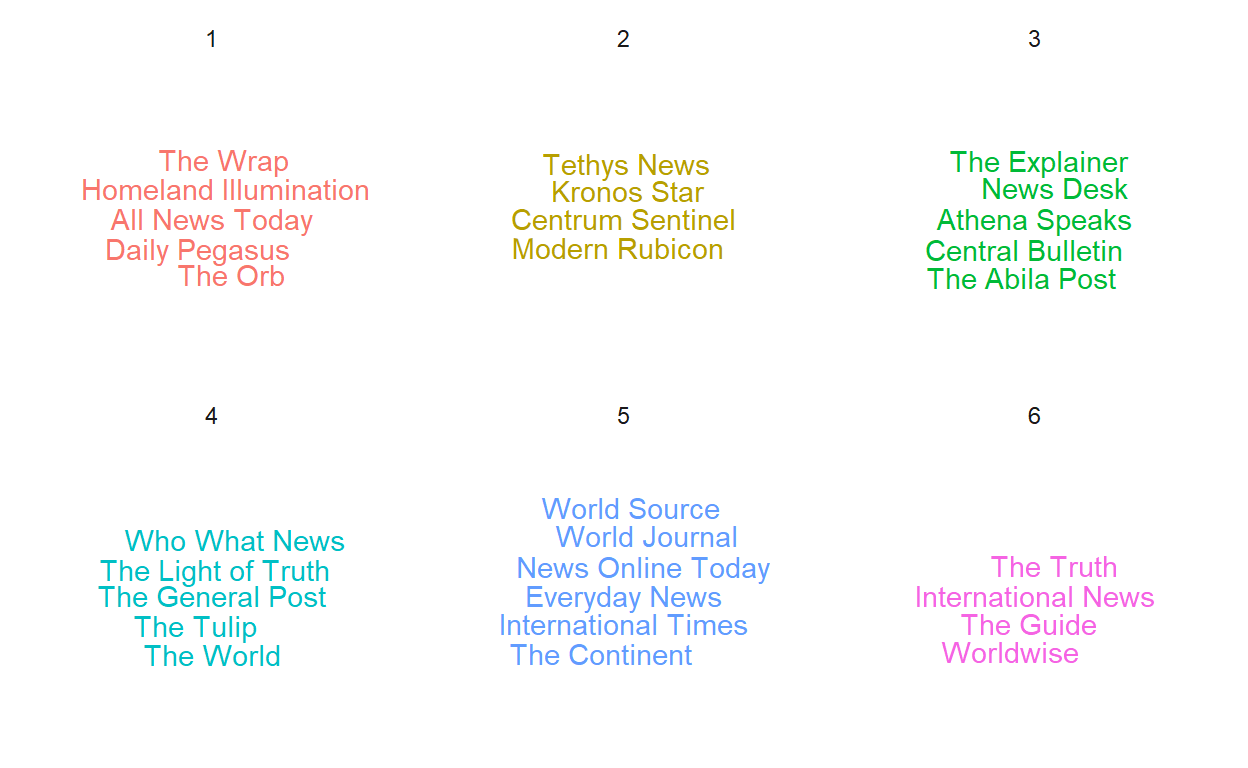 1
The Wrap
Homeland Illumination
All News Today
Daily Pegasus
The Orb
2
Tethys News
Kronos Star
Centrum Sentinel
Modern Rubicon
3
The Explainer
News Desk
Athena Speaks
Central Bulletin
The Abila Post
4
Who What News
The Light of Truth
The General Post
The Tulip
The World
5
World Source
World Journal
News Online Today
Everyday News
International Times
The Continent
6
The Truth
International News
The Guide
Worldwise